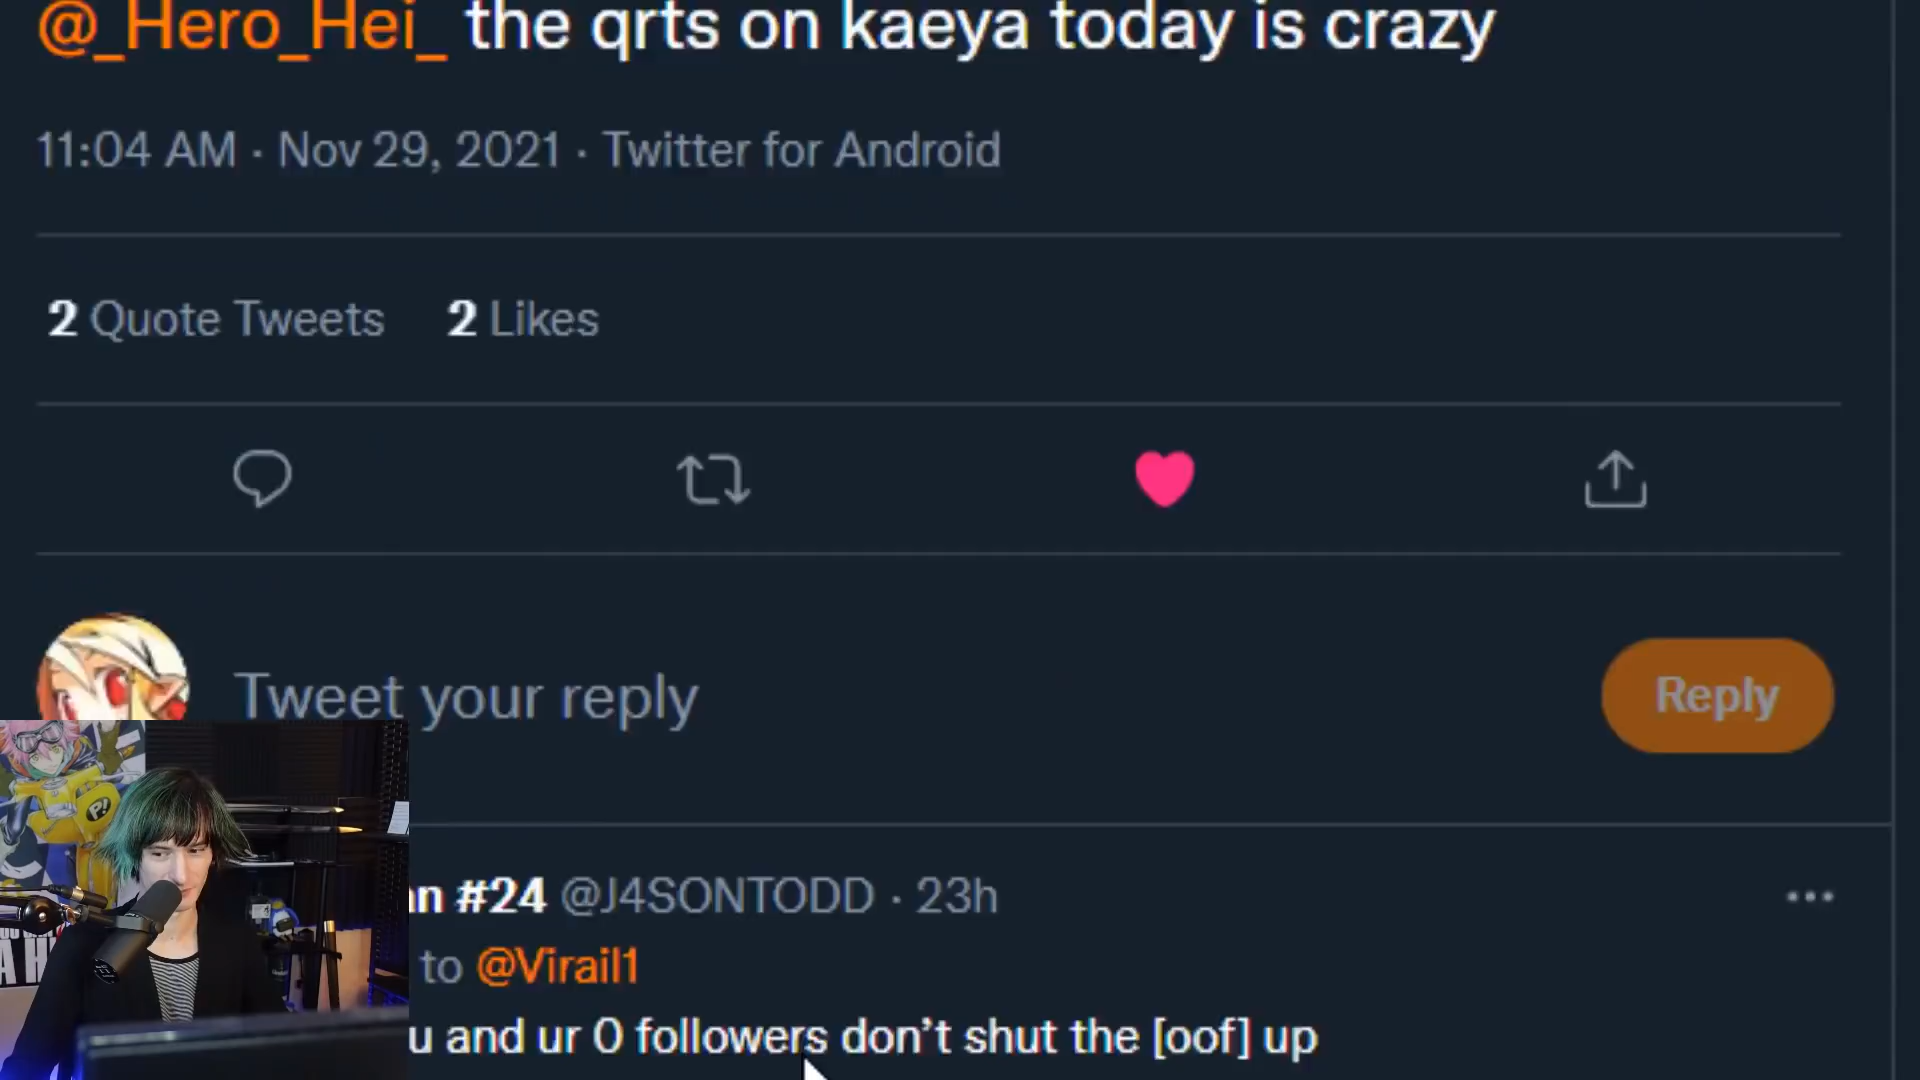 @_Hero_Hei_ the qrts on kaeya today is crazy
11:04 AM · Nov 29, 2021 · Twitter for Android
2 Quote Tweets 2 Likes
Tweet your reply
Reply
P!
#24 @J4SONTODD · 23h
to @Virail1
u and ur 0 followers don't shut the [oof] up